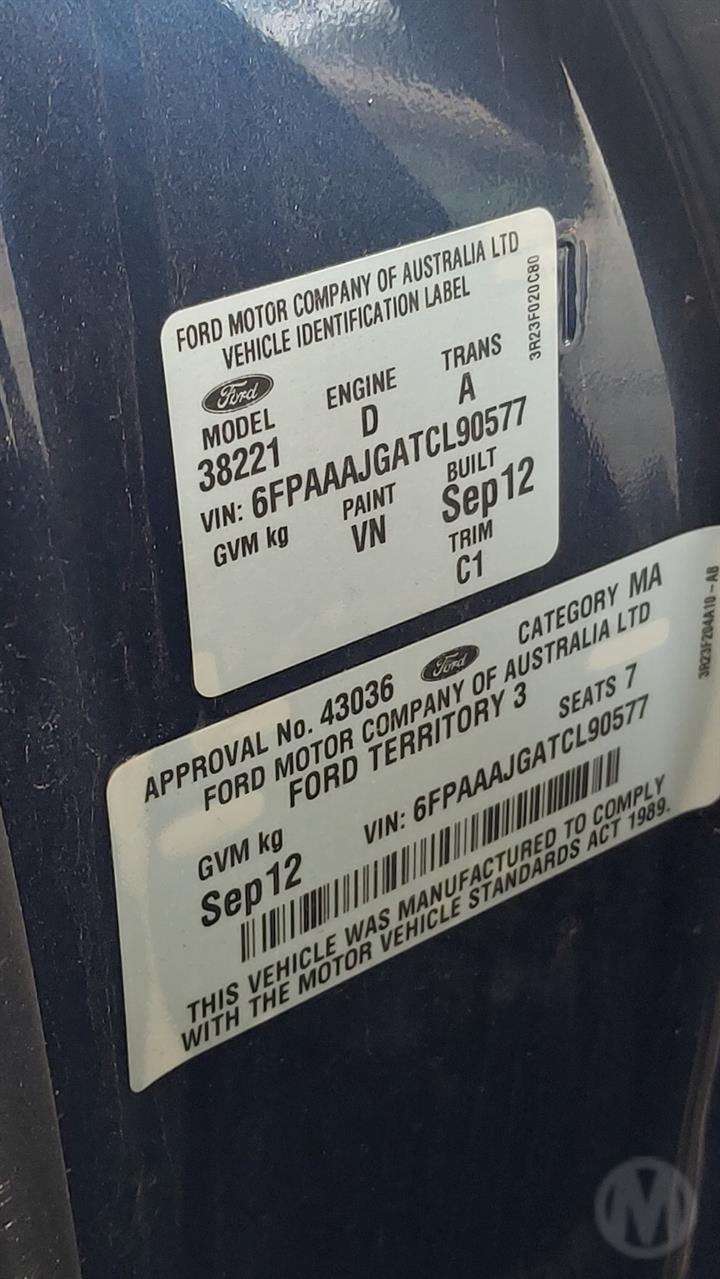 FORD MOTOR COMPANY OF AUSTRALIA LTD
VEHICLE IDENTIFICATION LABEL
3R23F020C80
Ford
MODEL ENGINE TRANS
38221 D A
VIN: 6FPAAAJGATCL90577
GVM kg PAINT BUILT
VN Sep12
TRIM
C1
APPROVAL No. 43036 Ford CATEGORY MA
FORD MOTOR COMPANY OF AUSTRALIA LTD
FORD TERRITORY 3 SEATS 7
GVM kg VIN: 6FPAAAJGATCL90577
Sep12
THIS VEHICLE WAS MANUFACTURED TO COMPLY
WITH THE MOTOR VEHICLE STANDARDS ACT 1989.
3R23F204A10-AB
M